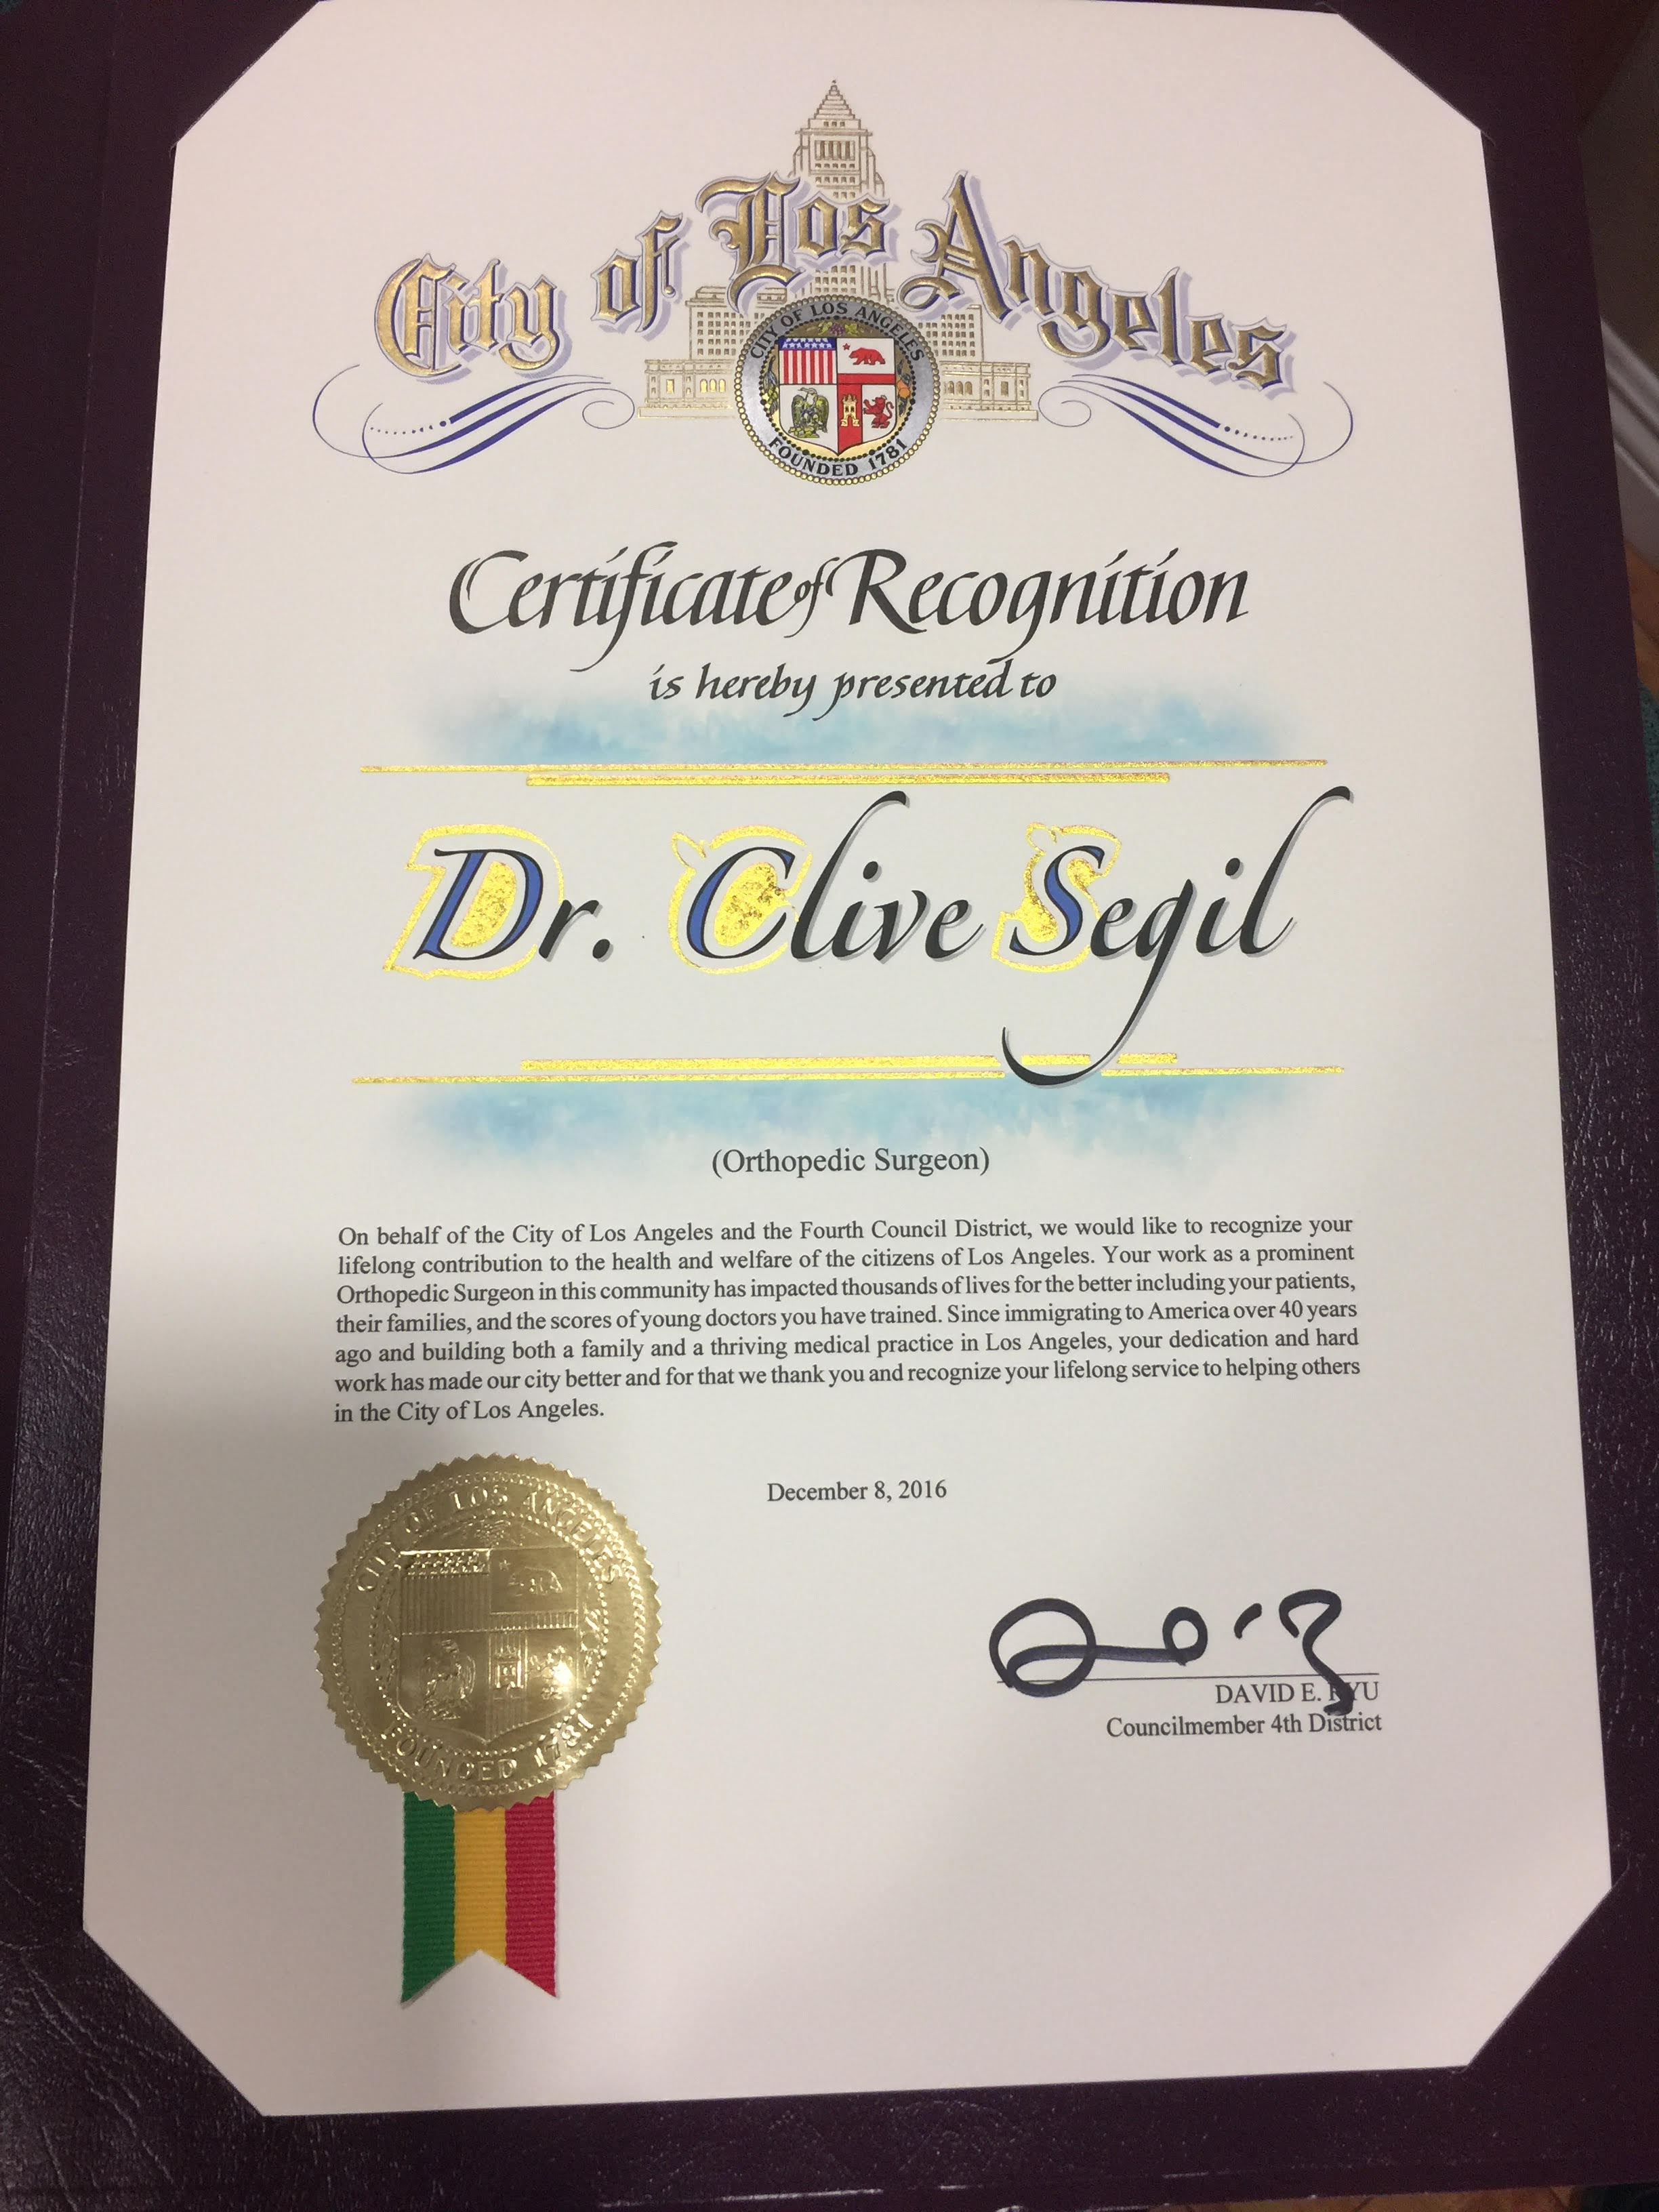 City of Los Angeles
CITY OF LOS ANGELES
FOUNDED 1781
Certificate of Recognition
is hereby presented to
Dr. Clive Segil
(Orthopedic Surgeon)
On behalf of the City of Los Angeles and the Fourth Council District, we would like to recognize your
lifelong contribution to the health and welfare of the citizens of Los Angeles. Your work as a prominent
Orthopedic Surgeon in this community has impacted thousands of lives for the better including your patients,
their families, and the scores of young doctors you have trained. Since immigrating to America over 40 years
ago and building both a family and a thriving medical practice in Los Angeles, your dedication and hard
work has made our city better and for that we thank you and recognize your lifelong service to helping others
in the City of Los Angeles.
December 8, 2016
CITY OF LOS ANGELES
FOUNDED 1781
DAVID E. RYU
Councilmember 4th District